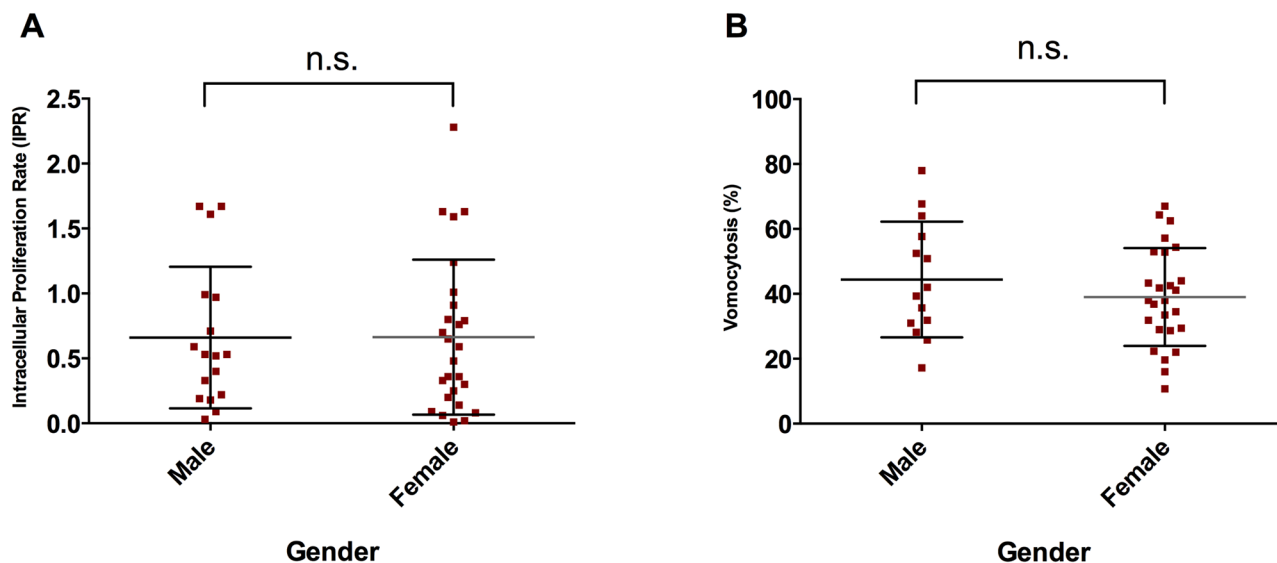 A
n.s.
Intracellular Proliferation Rate (IPR)
2.5
2.0
1.5
1.0
0.5
0.0
Male
Female
Gender
B
n.s.
Vomocytosis (%)
100
80
60
40
20
0
Male
Female
Gender